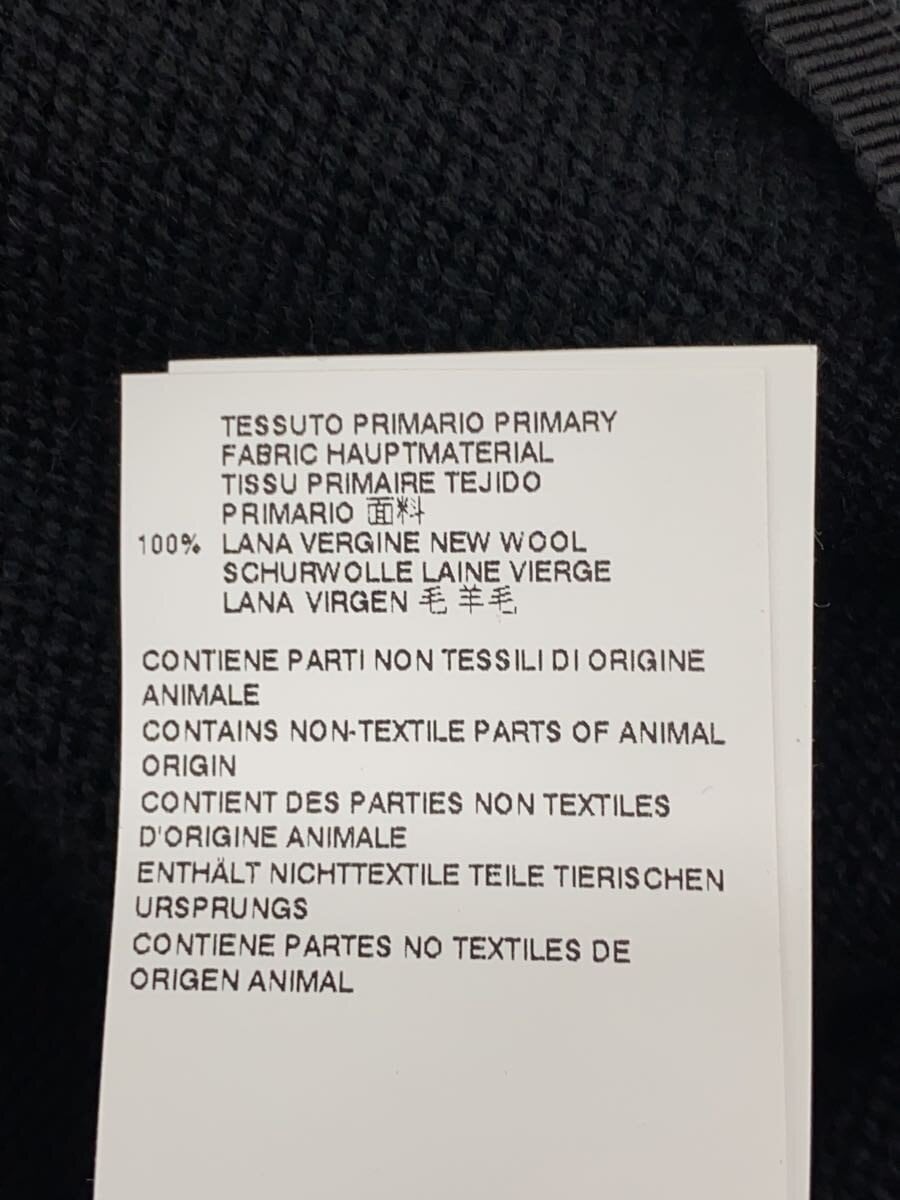 TESSUTO PRIMARIO PRIMARY
FABRIC HAUPTMATERIAL
TISSU PRIMAIRE TEJIDO
PRIMARIO 面料
100% LANA VERGINE NEW WOOL
SCHURWOLLE LAINE VIERGE
LANA VIRGEN 毛 羊毛
CONTIENE PARTI NON TESSILI DI ORIGINE
ANIMALE
CONTAINS NON-TEXTILE PARTS OF ANIMAL
ORIGIN
CONTIENT DES PARTIES NON TEXTILES
D'ORIGINE ANIMALE
ENTHÄLT NICHTTEXTILE TEILE TIERISCHEN
URSPRUNGS
CONTIENE PARTES NO TEXTILES DE
ORIGEN ANIMAL